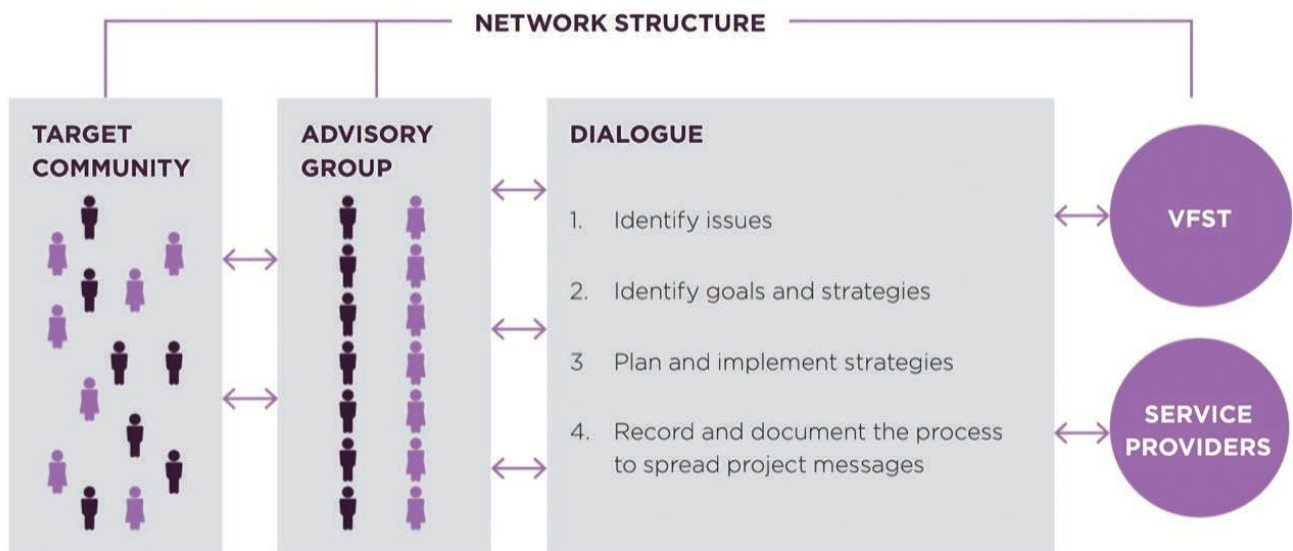 NETWORK STRUCTURE
TARGET
COMMUNITY
ADVISORY
GROUP
DIALOGUE
1. Identify issues
2. Identify goals and strategies
3 Plan and implement strategies
4. Record and document the process
to spread project messages
VFST
SERVICE
PROVIDERS